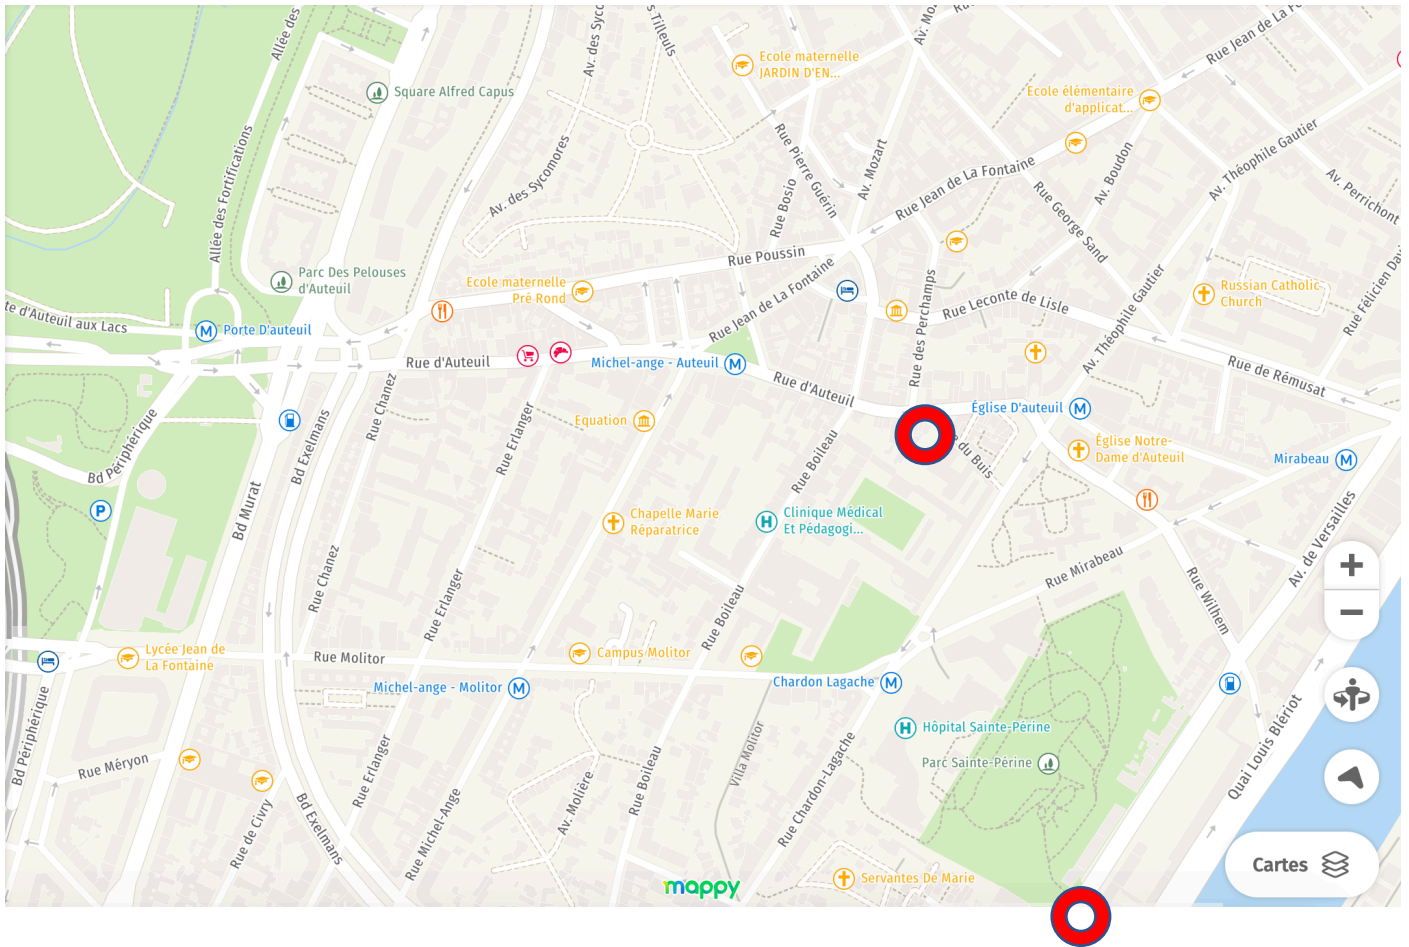 Allée des
Av. des Syc
s Tilleuls
Av. Mo
Rue Jean de La F
Ecole maternelle
JARDIN D'EN...
Square Alfred Capus
Ecole élémentaire
d'applicat...
Av. Théophile Gautier
Allée des Fortifications
Av. des Sycomores
Rue Pierre Guérin
Rue Bosio
Av. Mozart
Rue Jean de La Fontaine
Rue George Sand
Av. Boudon
Av. Perrichont
Rue Poussin
Parc Des Pelouses
d'Auteuil
Ecole maternelle
Pré Rond
Rue Jean de La Fontaine
Rue des Perchamps
Rue Leconte de Lisle
Av. Théophile Gautier
Russian Catholic
Church
Rue Félicien Dav
te d'Auteuil aux Lacs
M Porte D'auteuil
Rue d'Auteuil
Michel-ange - Auteuil M
Rue d'Auteuil
Rue de Rémusat
Rue Chanez
Bd Exelmans
Rue Erlanger
Equation
Rue Boileau
Église D'auteuil M
e du Buis
Église Notre-
Dame d'Auteuil
Mirabeau M
Bd Périphérique
P
Bd Murat
Chapelle Marie
Réparatrice
H Clinique Médical
Et Pédagogi...
Av. de Versailles
+
−
Rue Chanez
Rue Erlanger
Rue Boileau
Rue Mirabeau
Rue Wilhem
Lycée Jean de
La Fontaine
Rue Molitor
Campus Molitor
Michel-ange - Molitor M
Chardon Lagache M
Bd Périphérique
H Hôpital Sainte-Périne
Parc Sainte-Périne
Quai Louis Blériot
Rue Méryon
Rue Erlanger
Rue Boileau
Villa Molitor
Rue Chardon-Lagache
Rue de Civry
Bd Exelmans
Rue Michel-Ange
Av. Molière
Servantes De Marie
mappy
Cartes